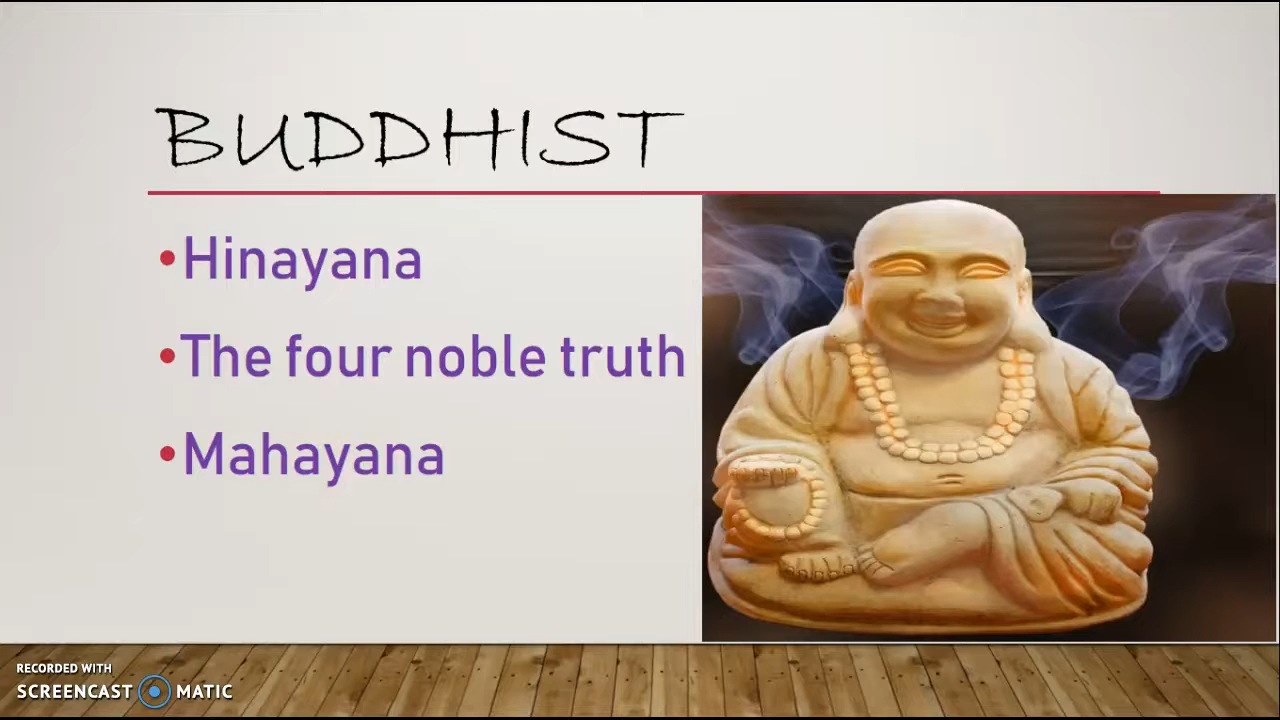 BUDDHIST
•Hinayana
•The four noble truth
•Mahayana
RECORDED WITH
SCREENCAST MATIC